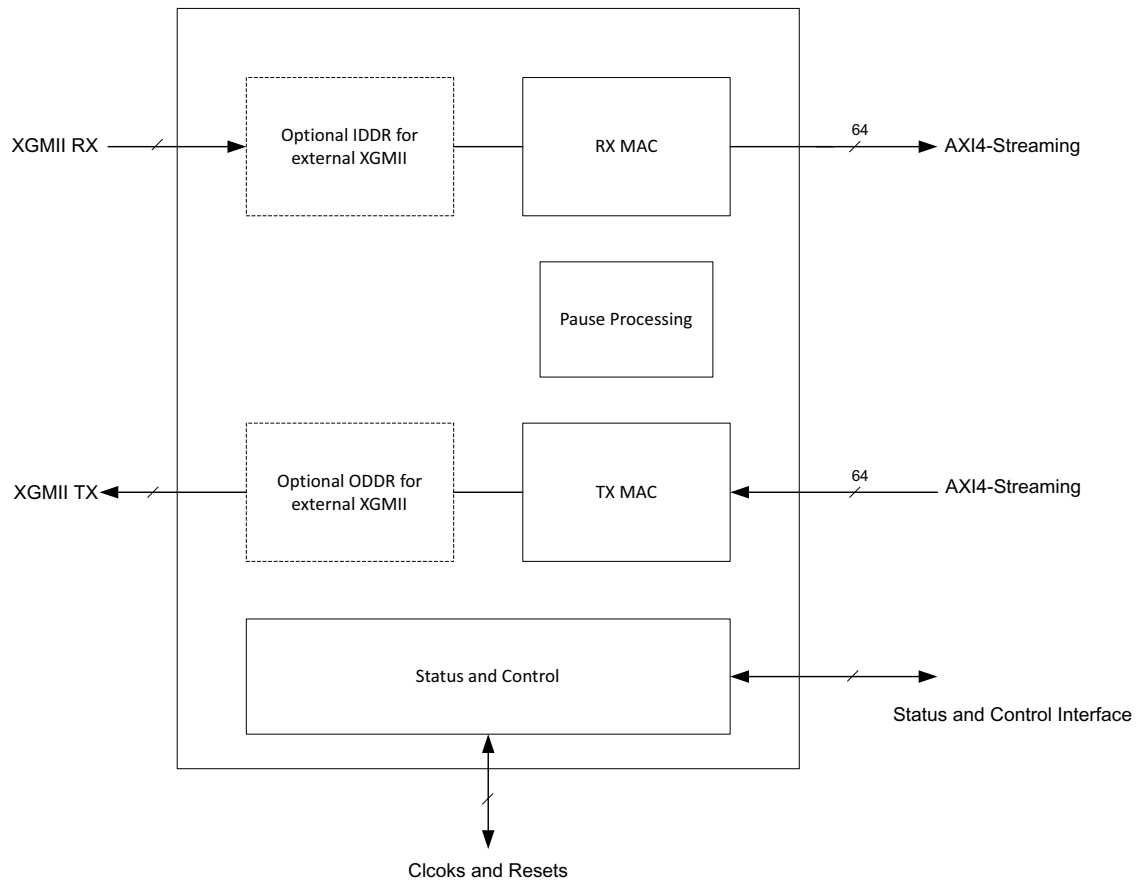 XGMII RX
Optional IDDR for
external XGMII
RX MAC
64
AXI4-Streaming
Pause Processing
XGMII TX
Optional ODDR for
external XGMII
TX MAC
64
AXI4-Streaming
Status and Control
Status and Control Interface
Clcoks and Resets